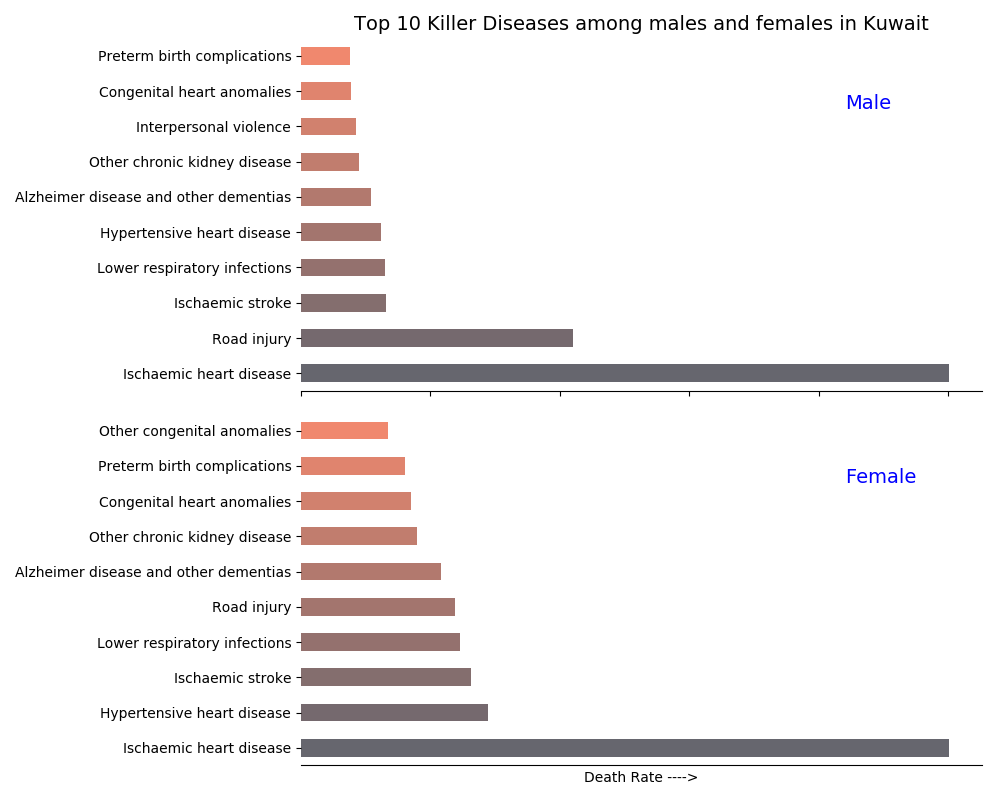 Top 10 Killer Diseases among males and females in Kuwait
Preterm birth complications
Congenital heart anomalies
Male
Interpersonal violence
Other chronic kidney disease
Alzheimer disease and other dementias
Hypertensive heart disease
Lower respiratory infections
Ischaemic stroke
Road injury
Ischaemic heart disease
Other congenital anomalies
Preterm birth complications
Female
Congenital heart anomalies
Other chronic kidney disease
Alzheimer disease and other dementias
Road injury
Lower respiratory infections
Ischaemic stroke
Hypertensive heart disease
Ischaemic heart disease
Death Rate ---->